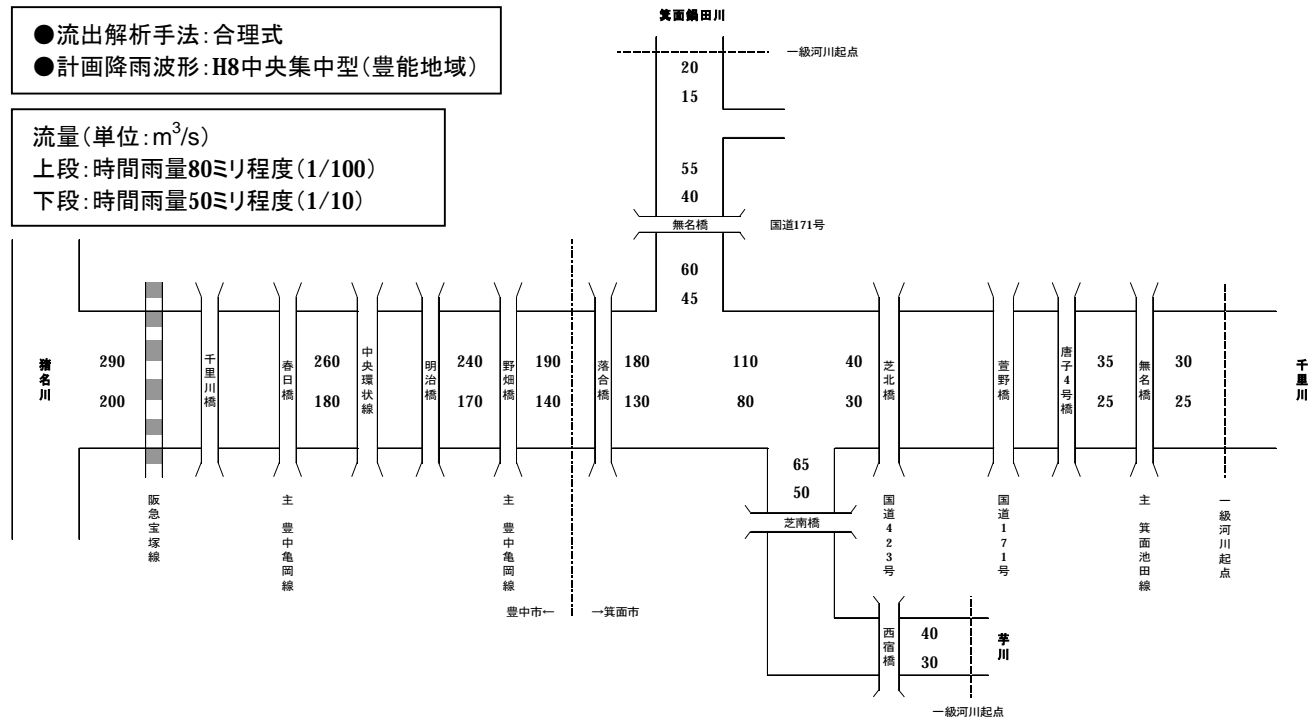 ●流出解析手法：合理式
●計画降雨波形：H8中央集中型（豊能地域）
流量（単位：m³/s）
上段：時間雨量80ミリ程度（1/100）
下段：時間雨量50ミリ程度（1/10）
箕面鍋田川
一級河川起点
20
15
55
40
無名橋
国道171号
60
45
猪名川
290
200
千里川橋
春日橋
260
180
中央環状線
明治橋
240
170
野畑橋
190
140
落合橋
180
130
110
80
40
30
芝北橋
萱野橋
唐子4号橋
35
25
無名橋
30
25
千里川
65
50
芝南橋
阪急宝塚線
主 豊中亀岡線
主 豊中亀岡線
国道423号
国道171号
主 箕面池田線
一級河川起点
豊中市←
→箕面市
西宿橋
40
30
芋川
一級河川起点